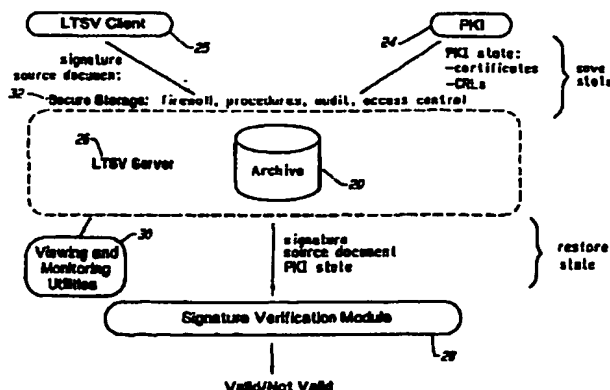 LTSV Client
25
24
PKI
signature
source document
PKI state:
-certificates
-CRLs
save
state
32
Secure Storage: firewall, procedures, audit, access control
26
LTSV Server
Archive
20
30
Viewing and
Monitoring
Utilities
signature
source document
PKI state
restore
state
Signature Verification Module
28
Valid/Not Valid